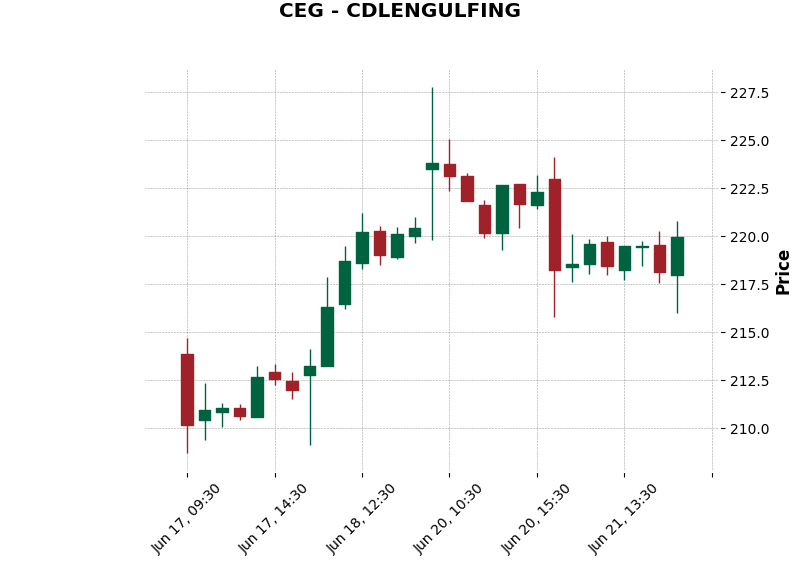 CEG - CDLENGULFING
227.5
225.0
222.5
220.0
217.5
215.0
212.5
210.0
Price
Jun 17, 09:30
Jun 17, 14:30
Jun 18, 12:30
Jun 20, 10:30
Jun 20, 15:30
Jun 21, 13:30